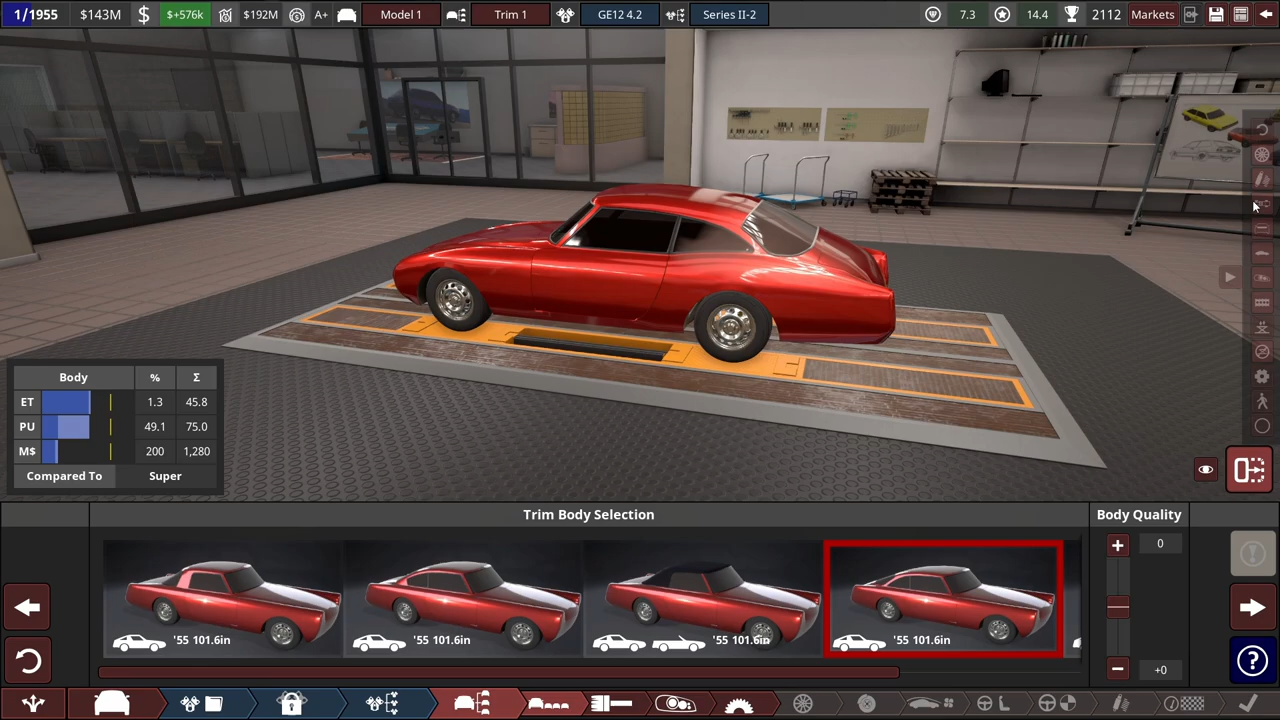 1/1955 $143M $ $+576k $192M A+ Model 1 Trim 1 GE12 4.2 Series II-2 7.3 14.4 2112 Markets
Body % Σ
ET 1.3 45.8
PU 49.1 75.0
M$ 200 1,280
Compared To Super
Trim Body Selection Body Quality
+ 0
'55 101.6in '55 101.6in '55 101.6in '55 101.6in
- +0
?